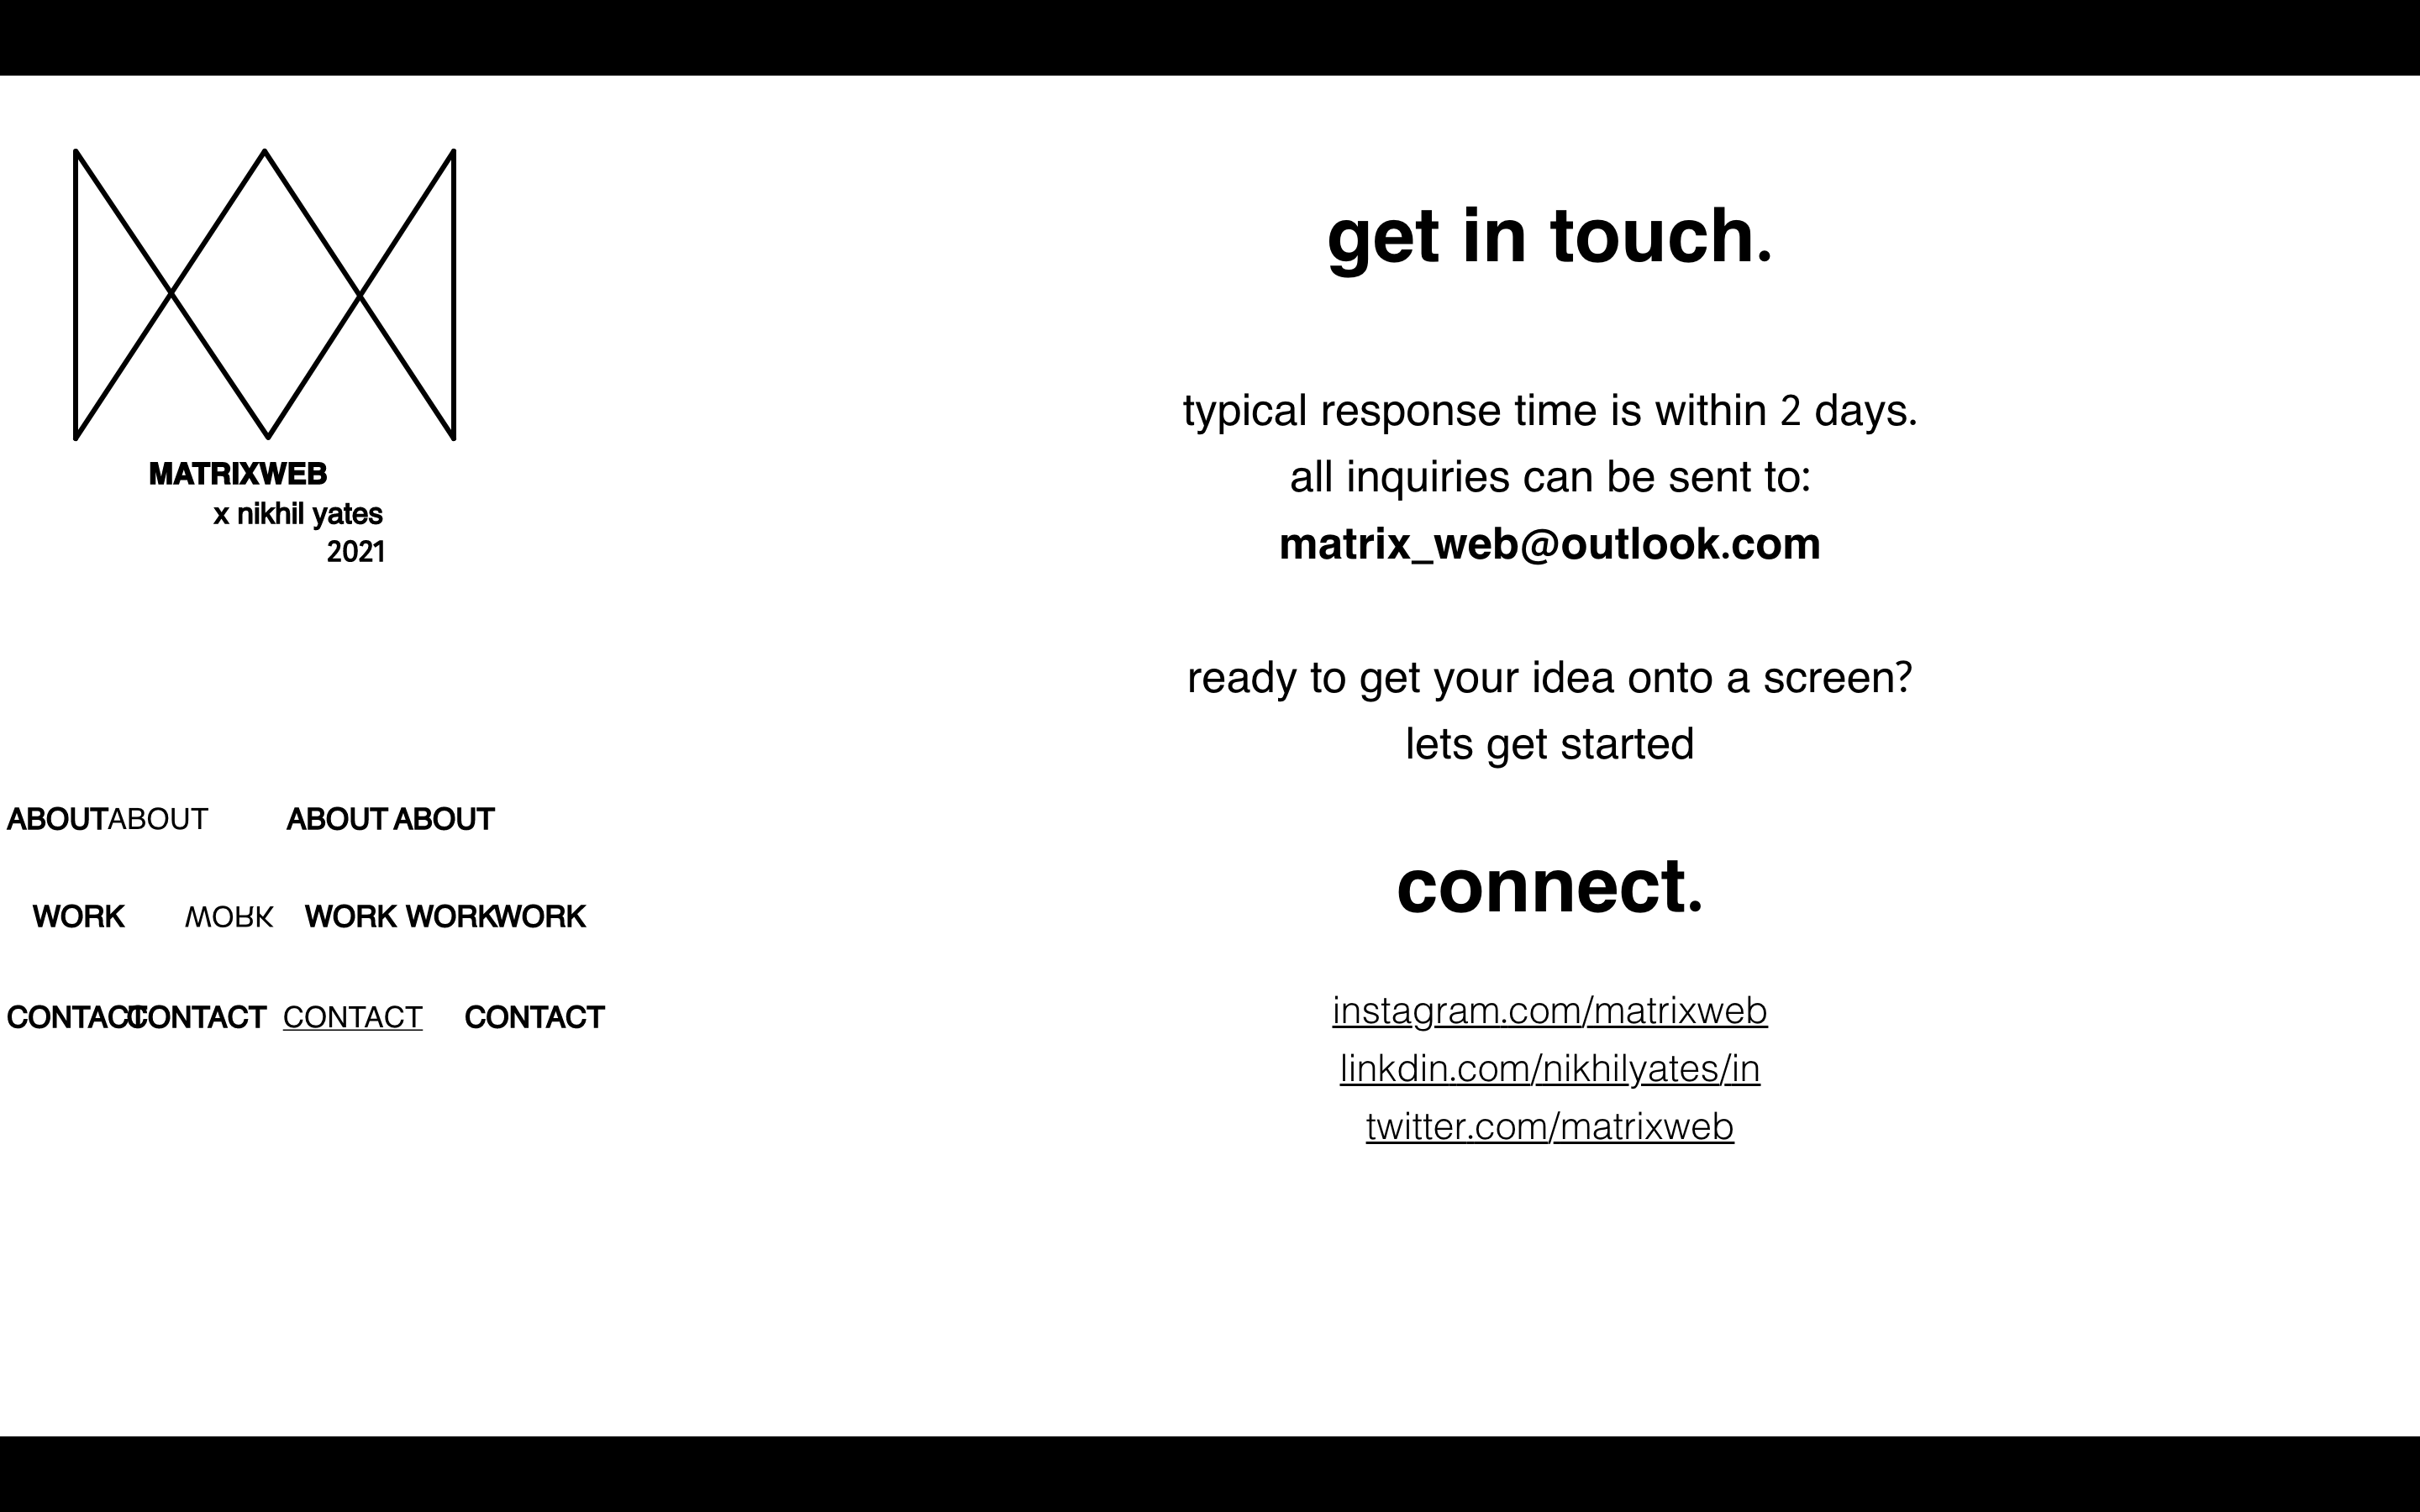 MATRIXWEB
x nikhil yates
2021
ABOUTABOUT ABOUT ABOUT
WORK WORK WORK WORKWORK
CONTACTCONTACT CONTACT CONTACT
get in touch.
typical response time is within 2 days.
all inquiries can be sent to:
matrix_web@outlook.com
ready to get your idea onto a screen?
lets get started
connect.
instagram.com/matrixweb
linkdin.com/nikhilyates/in
twitter.com/matrixweb